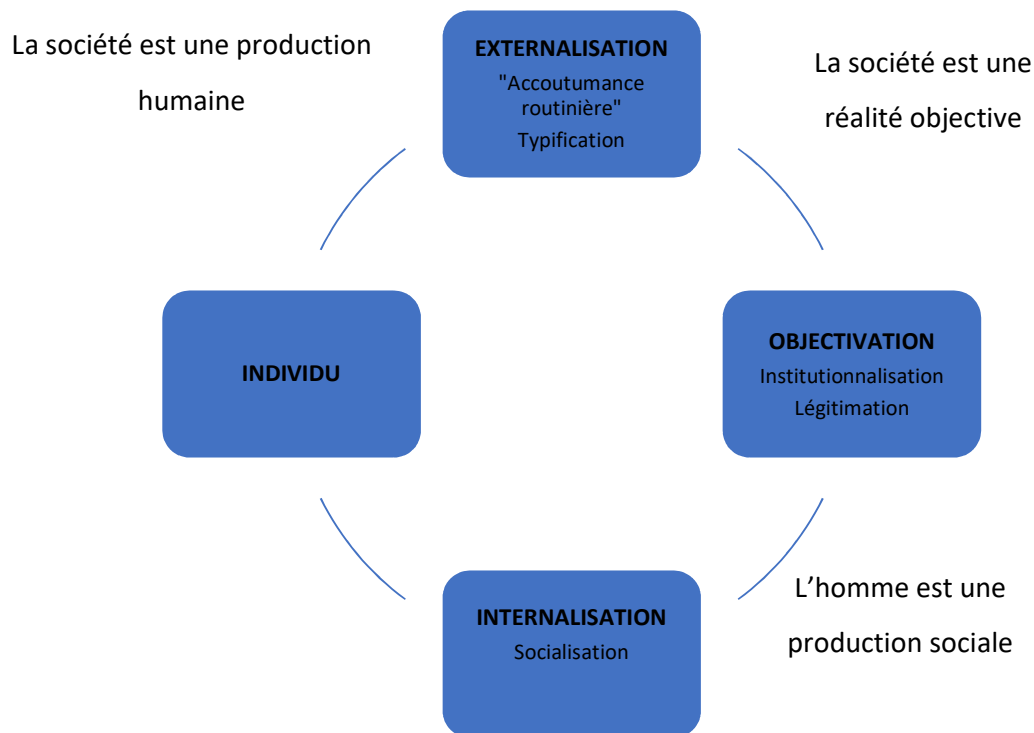 La société est une production
humaine
EXTERNALISATION
"Accoutumance
routinière"
Typification
La société est une
réalité objective
INDIVIDU
OBJECTIVATION
Institutionnalisation
Légitimation
INTERNALISATION
Socialisation
L’homme est une
production sociale